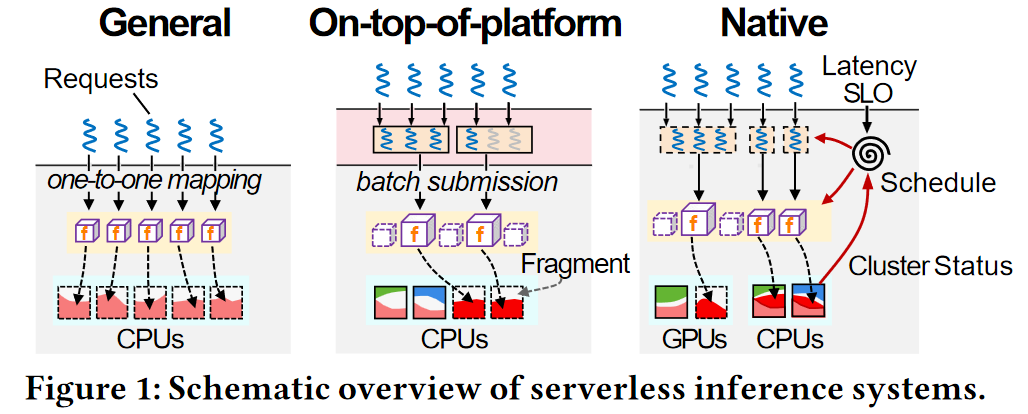 General
On-top-of-platform
Native
Requests
Latency
SLO
one-to-one mapping
batch submission
Schedule
f f f f f
f f
f f f
Fragment
Cluster Status
CPUs
CPUs
GPUs
CPUs
Figure 1: Schematic overview of serverless inference systems.